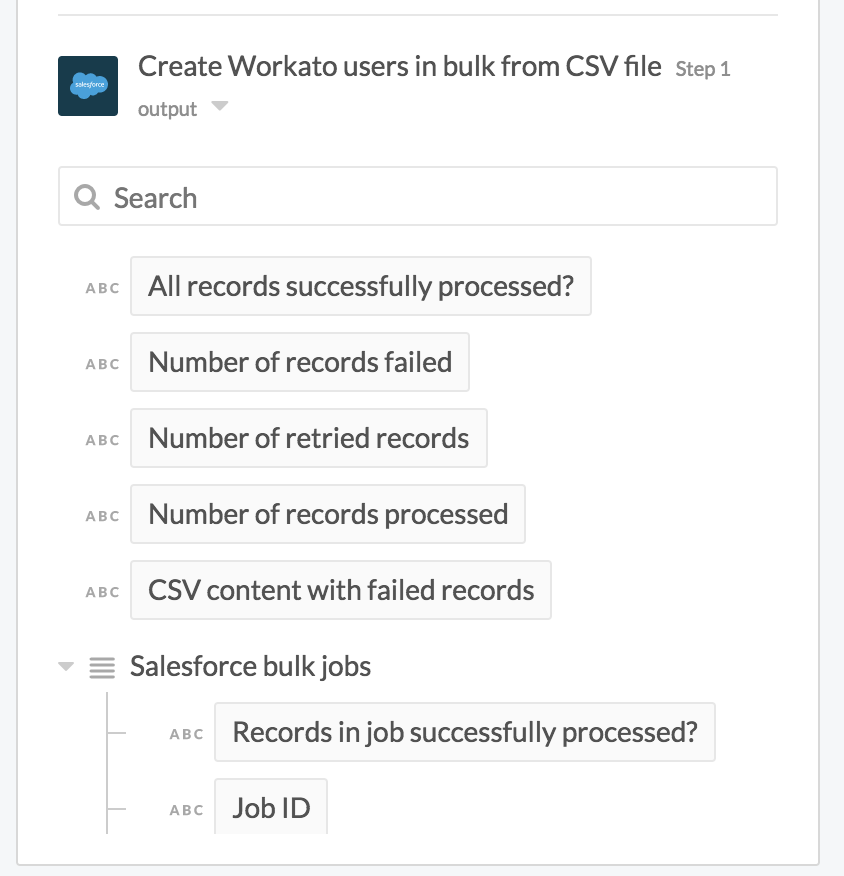 salesforce
Create Workato users in bulk from CSV file Step 1
output
Search
ABC All records successfully processed?
ABC Number of records failed
ABC Number of retried records
ABC Number of records processed
ABC CSV content with failed records
Salesforce bulk jobs
ABC Records in job successfully processed?
ABC Job ID